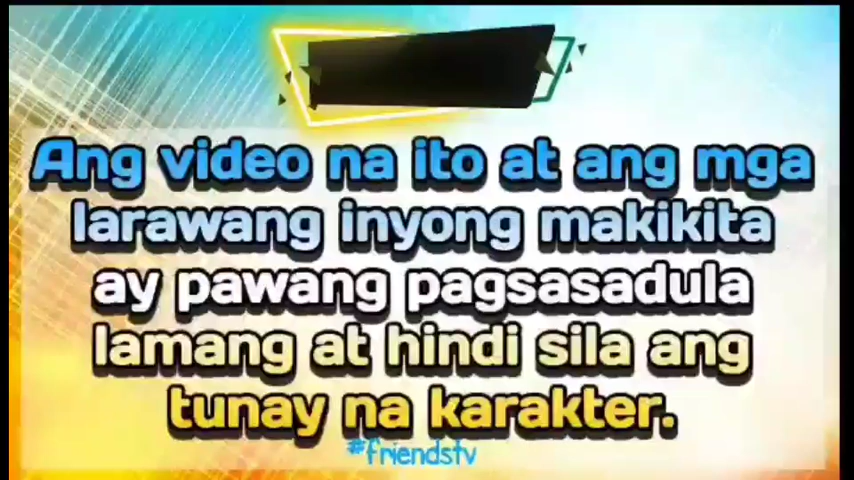 Ang video na ito at ang mga
larawang inyong makikita
ay pawang pagsasadula
lamang at hindi sila ang
tunay na karakter.
#friendstv